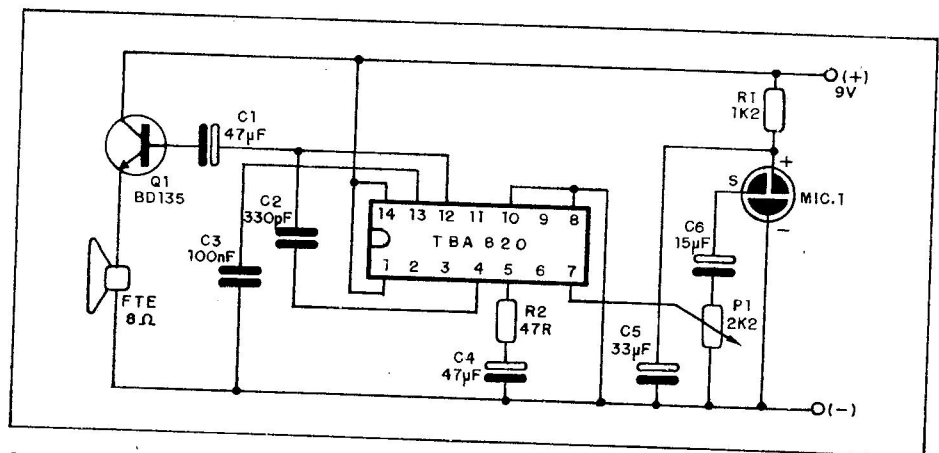 C1
47µF
Q1
BD135
C2
330pF
C3
100nF
FTE
8Ω
14 13 12 11 10 9 8
TBA 820
1 2 3 4 5 6 7
R2
47R
C4
47µF
C5
33µF
C6
15µF
P1
2K2
R1
1K2
(+)
9V
+
S
MIC.1
-
(-)